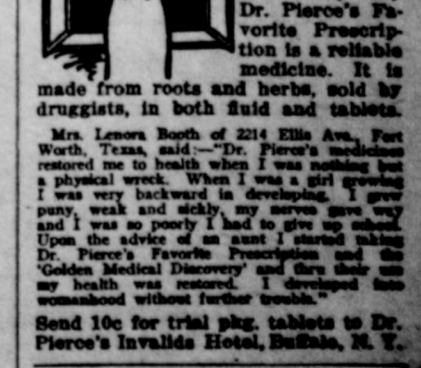 Dr. Pierce's Fa-
vorite Prescrip-
tion is a reliable
medicine. It is
made from roots and herbs, sold by
druggists, in both fluid and tablets.
Mrs. Lenora Booth of 2214 Ellis Ave., Fort
Worth, Texas, said:—"Dr. Pierce's medicines
restored me to health when I was nothing but
a physical wreck. When I was a girl growing
I was very backward in developing. I grew
puny, weak and sickly, my nerves gave way
and I was so poorly I had to give up school.
Upon the advice of an aunt I started taking
Dr. Pierce's Favorite Prescription and the
'Golden Medical Discovery' and thru their use
my health was restored. I developed into
womanhood without further trouble."
Send 10c for trial pkg. tablets to Dr.
Pierce's Invalids Hotel, Buffalo, N. Y.